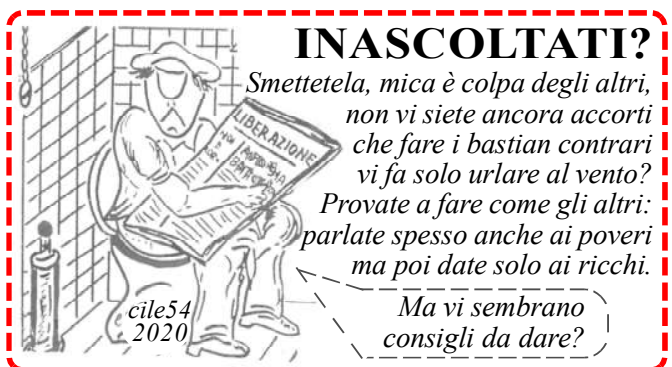 INASCOLTATI?
Smettetela, mica è colpa degli altri,
non vi siete ancora accorti
che fare i bastian contrari
vi fa solo urlare al vento?
Provate a fare come gli altri:
parlate spesso anche ai poveri
ma poi date solo ai ricchi.
Ma vi sembrano
consigli da dare?
LIBERAZIONE
cile54
2020